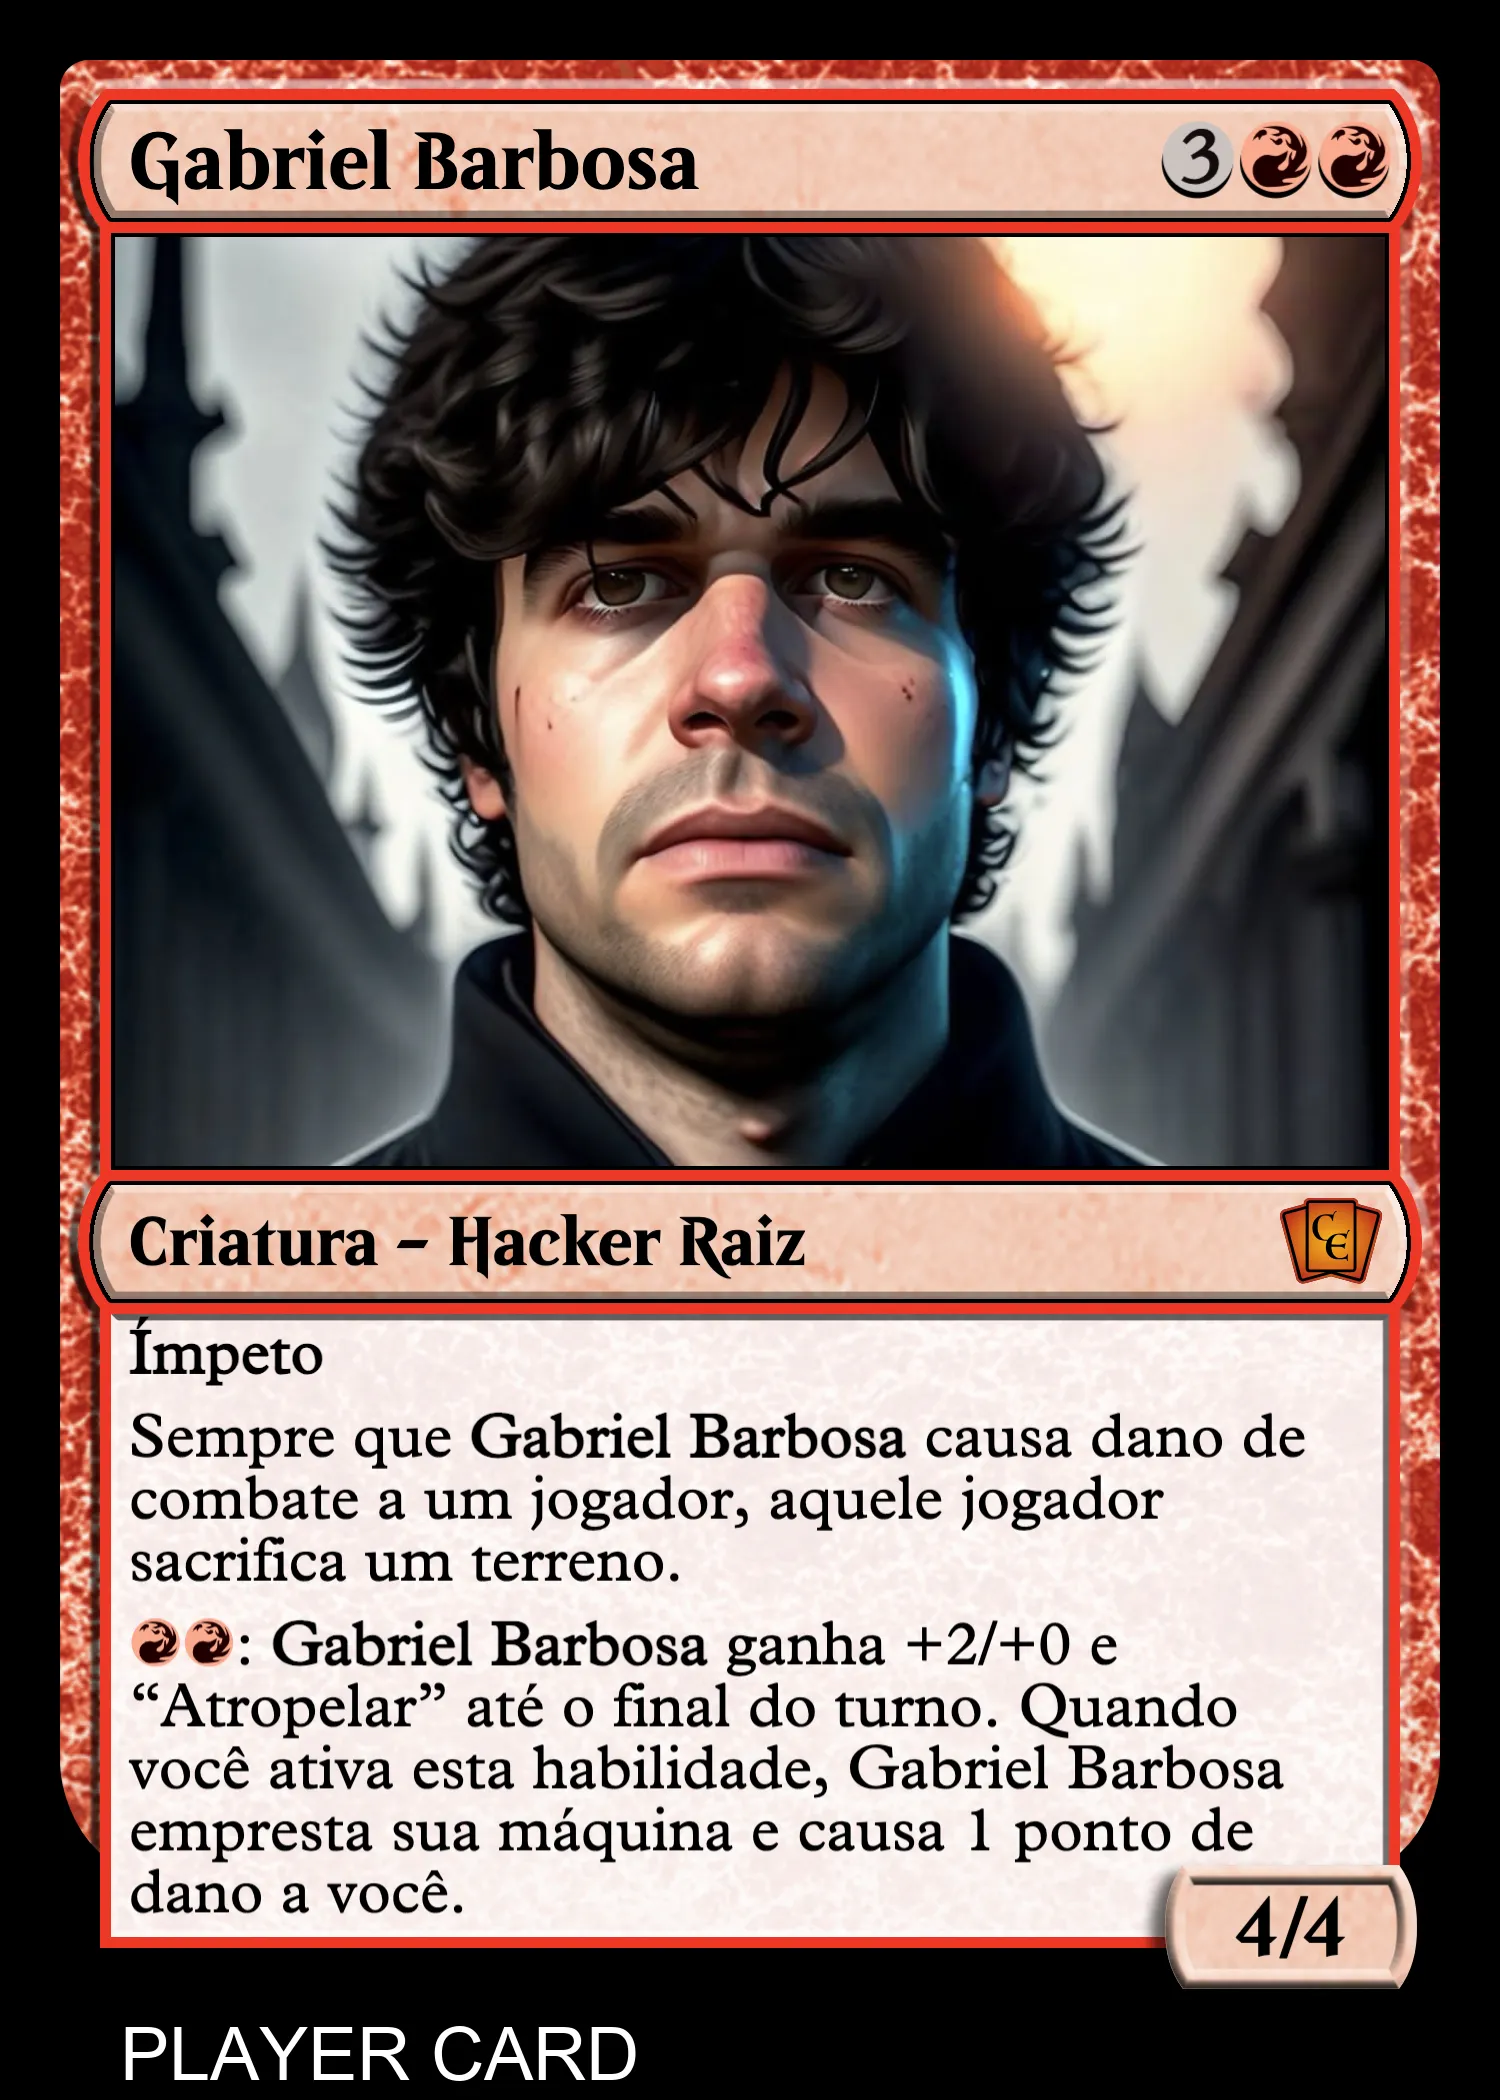 Gabriel Barbosa 3
Criatura – Hacker Raiz CE
Ímpeto
Sempre que Gabriel Barbosa causa dano de
combate a um jogador, aquele jogador
sacrifica um terreno.
: Gabriel Barbosa ganha +2/+0 e
“Atropelar” até o final do turno. Quando
você ativa esta habilidade, Gabriel Barbosa
empresta sua máquina e causa 1 ponto de
dano a você.
4/4
PLAYER CARD